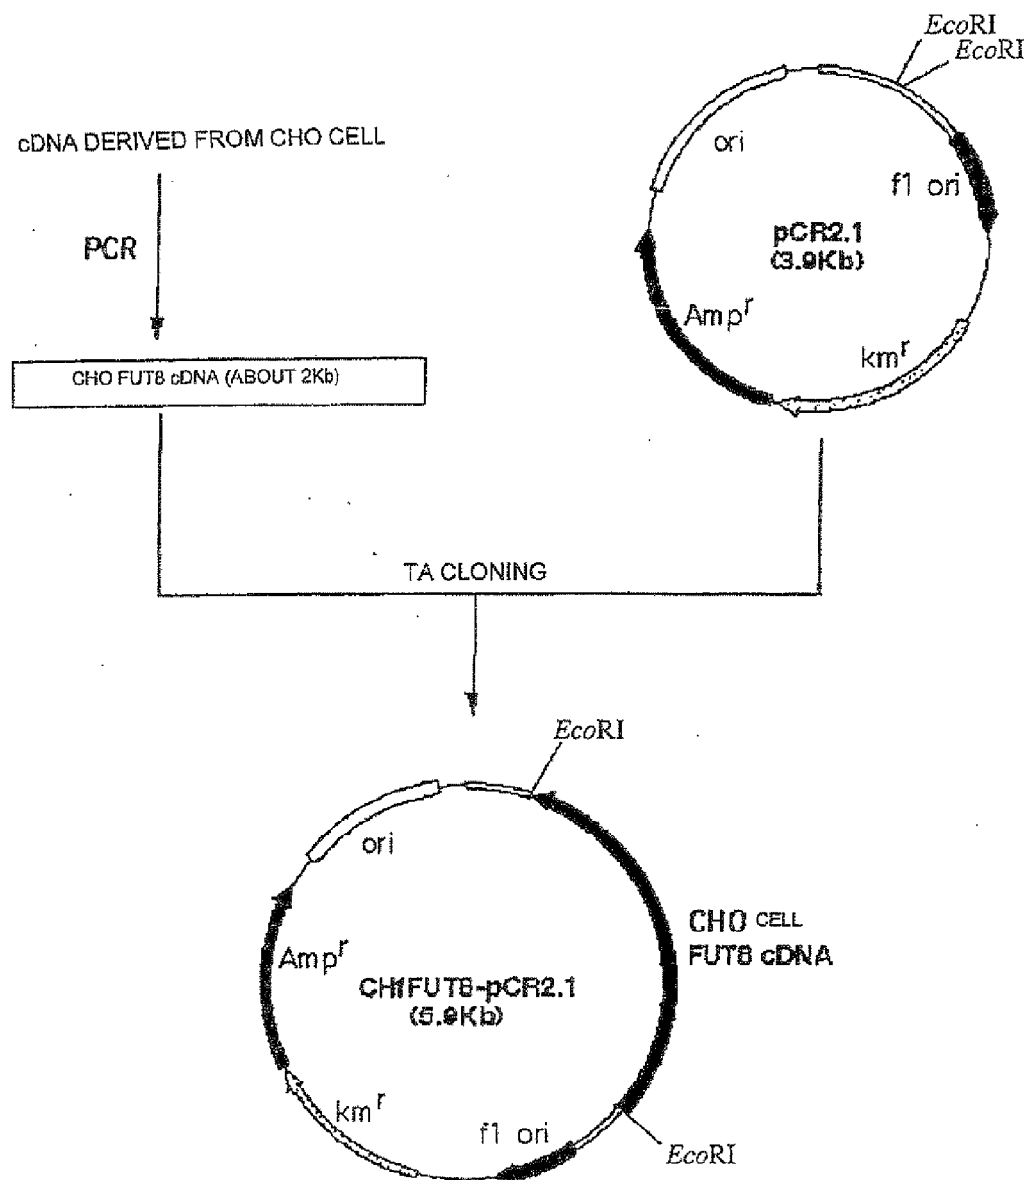 EcoRI
EcoRI
cDNA DERIVED FROM CHO CELL
ori
f1 ori
PCR
pCR2.1
(3.9Kb)
Amp^r
km^r
CHO FUT8 cDNA (ABOUT 2Kb)
TA CLONING
EcoRI
ori
CHO CELL
FUT8 cDNA
Amp^r
CHfFUT8-pCR2.1
(5.9Kb)
km^r
f1 ori
EcoRI